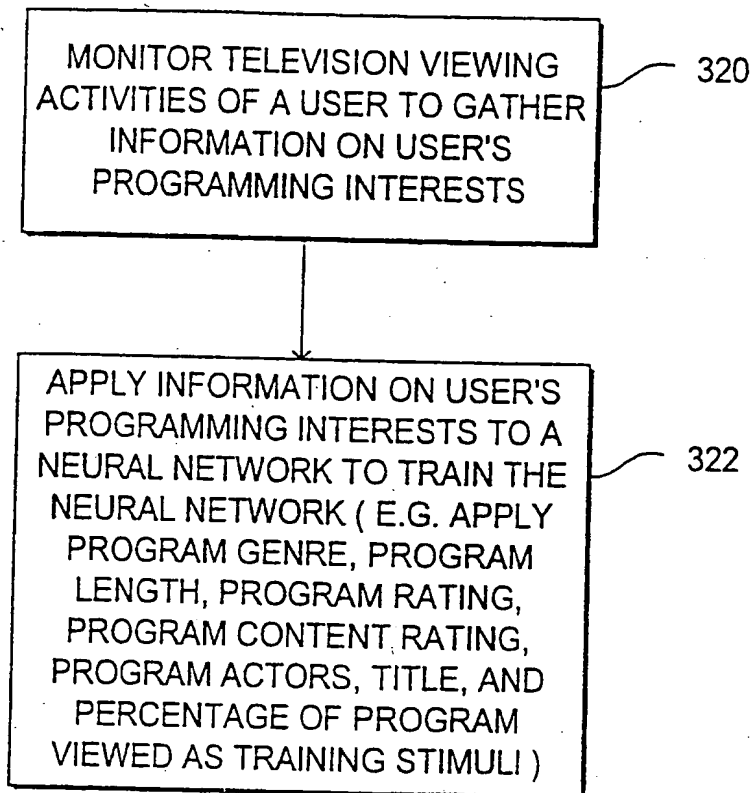 MONITOR TELEVISION VIEWING
ACTIVITIES OF A USER TO GATHER
INFORMATION ON USER'S
PROGRAMMING INTERESTS
320
APPLY INFORMATION ON USER'S
PROGRAMMING INTERESTS TO A
NEURAL NETWORK TO TRAIN THE
NEURAL NETWORK ( E.G. APPLY
PROGRAM GENRE, PROGRAM
LENGTH, PROGRAM RATING,
PROGRAM CONTENT RATING,
PROGRAM ACTORS, TITLE, AND
PERCENTAGE OF PROGRAM
VIEWED AS TRAINING STIMULI )
322